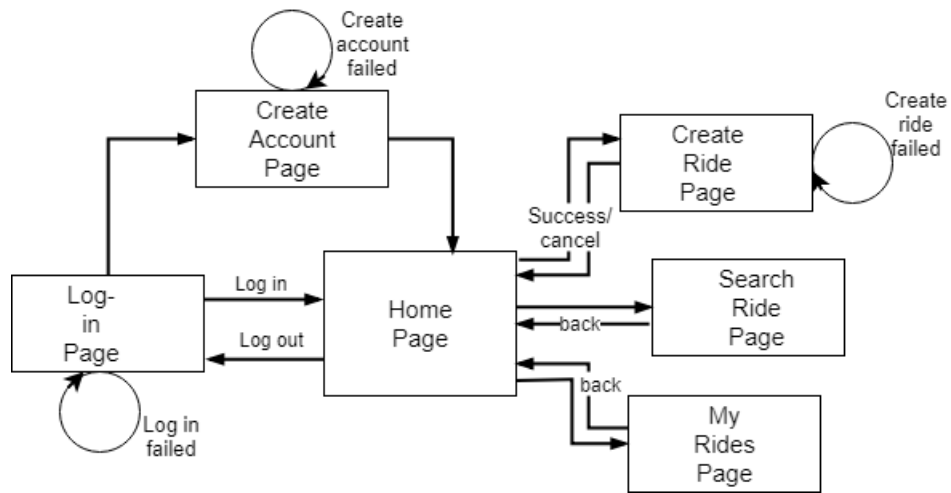 Create
account
failed
Create
Account
Page
Create
Ride
Page
Create
ride
failed
Success/
cancel
Log-
in
Page
Log in
Log out
Home
Page
Search
Ride
Page
back
back
My
Rides
Page
Log in
failed